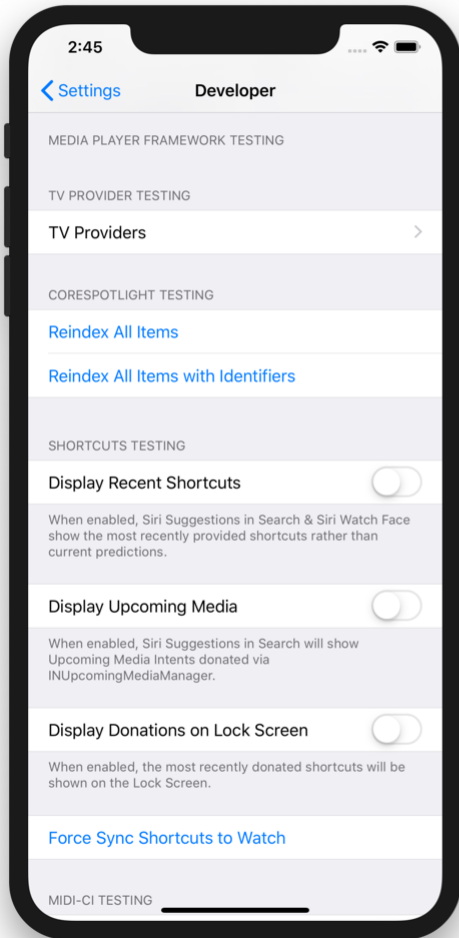 2:45
Settings
Developer
MEDIA PLAYER FRAMEWORK TESTING
TV PROVIDER TESTING
TV Providers
CORESPOTLIGHT TESTING
Reindex All Items
Reindex All Items with Identifiers
SHORTCUTS TESTING
Display Recent Shortcuts
When enabled, Siri Suggestions in Search & Siri Watch Face
show the most recently provided shortcuts rather than
current predictions.
Display Upcoming Media
When enabled, Siri Suggestions in Search will show
Upcoming Media Intents donated via
INUpcomingMediaManager.
Display Donations on Lock Screen
When enabled, the most recently donated shortcuts will be
shown on the Lock Screen.
Force Sync Shortcuts to Watch
MIDI-CI TESTING